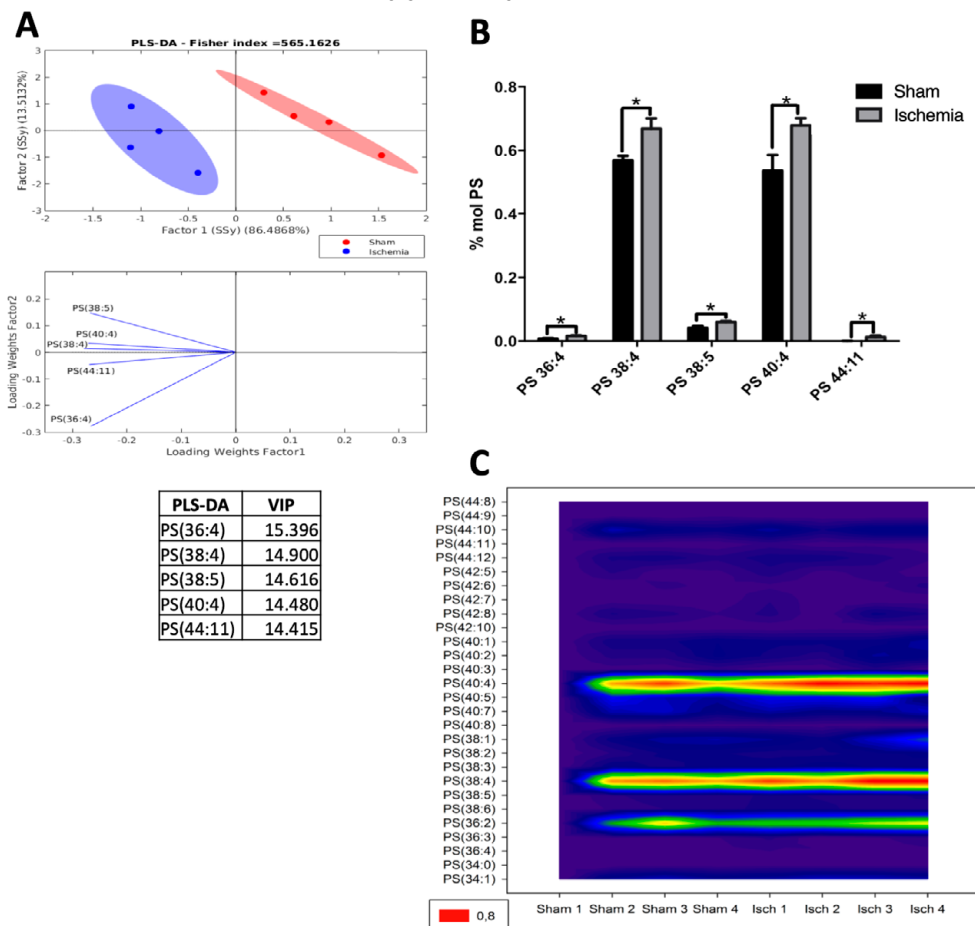 A
PLS-DA - Fisher index =565.1626
3
2
1
0
-1
-2
-3
Factor 2 (SSy) (13.5132%)
-2
-1.5
-1
-0.5
0
0.5
1
1.5
2
Factor 1 (SSy) (86.4868%)
Sham
Ischemia
0.2
0.1
0
-0.1
-0.2
-0.3
Loading Weights Factor2
PS(38:5)
PS(40:4)
PS(38:4)
PS(44:11)
PS(36:4)
-0.3
-0.2
-0.1
0
0.1
0.2
0.3
Loading Weights Factor1
PLS-DA VIP
PS(36:4) 15.396
PS(38:4) 14.900
PS(38:5) 14.616
PS(40:4) 14.480
PS(44:11) 14.415
B
0.8
0.6
0.4
0.2
0.0
% mol PS
Sham
Ischemia
*
*
*
*
*
PS 36:4
PS 38:4
PS 38:5
PS 40:4
PS 44:11
C
PS(44:8)
PS(44:9)
PS(44:10)
PS(44:11)
PS(44:12)
PS(42:5)
PS(42:6)
PS(42:7)
PS(42:8)
PS(42:10)
PS(40:1)
PS(40:2)
PS(40:3)
PS(40:4)
PS(40:5)
PS(40:7)
PS(40:8)
PS(38:1)
PS(38:2)
PS(38:3)
PS(38:4)
PS(38:5)
PS(38:6)
PS(36:2)
PS(36:3)
PS(36:4)
PS(34:0)
PS(34:1)
Sham 1
Sham 2
Sham 3
Sham 4
Isch 1
Isch 2
Isch 3
Isch 4
0,8